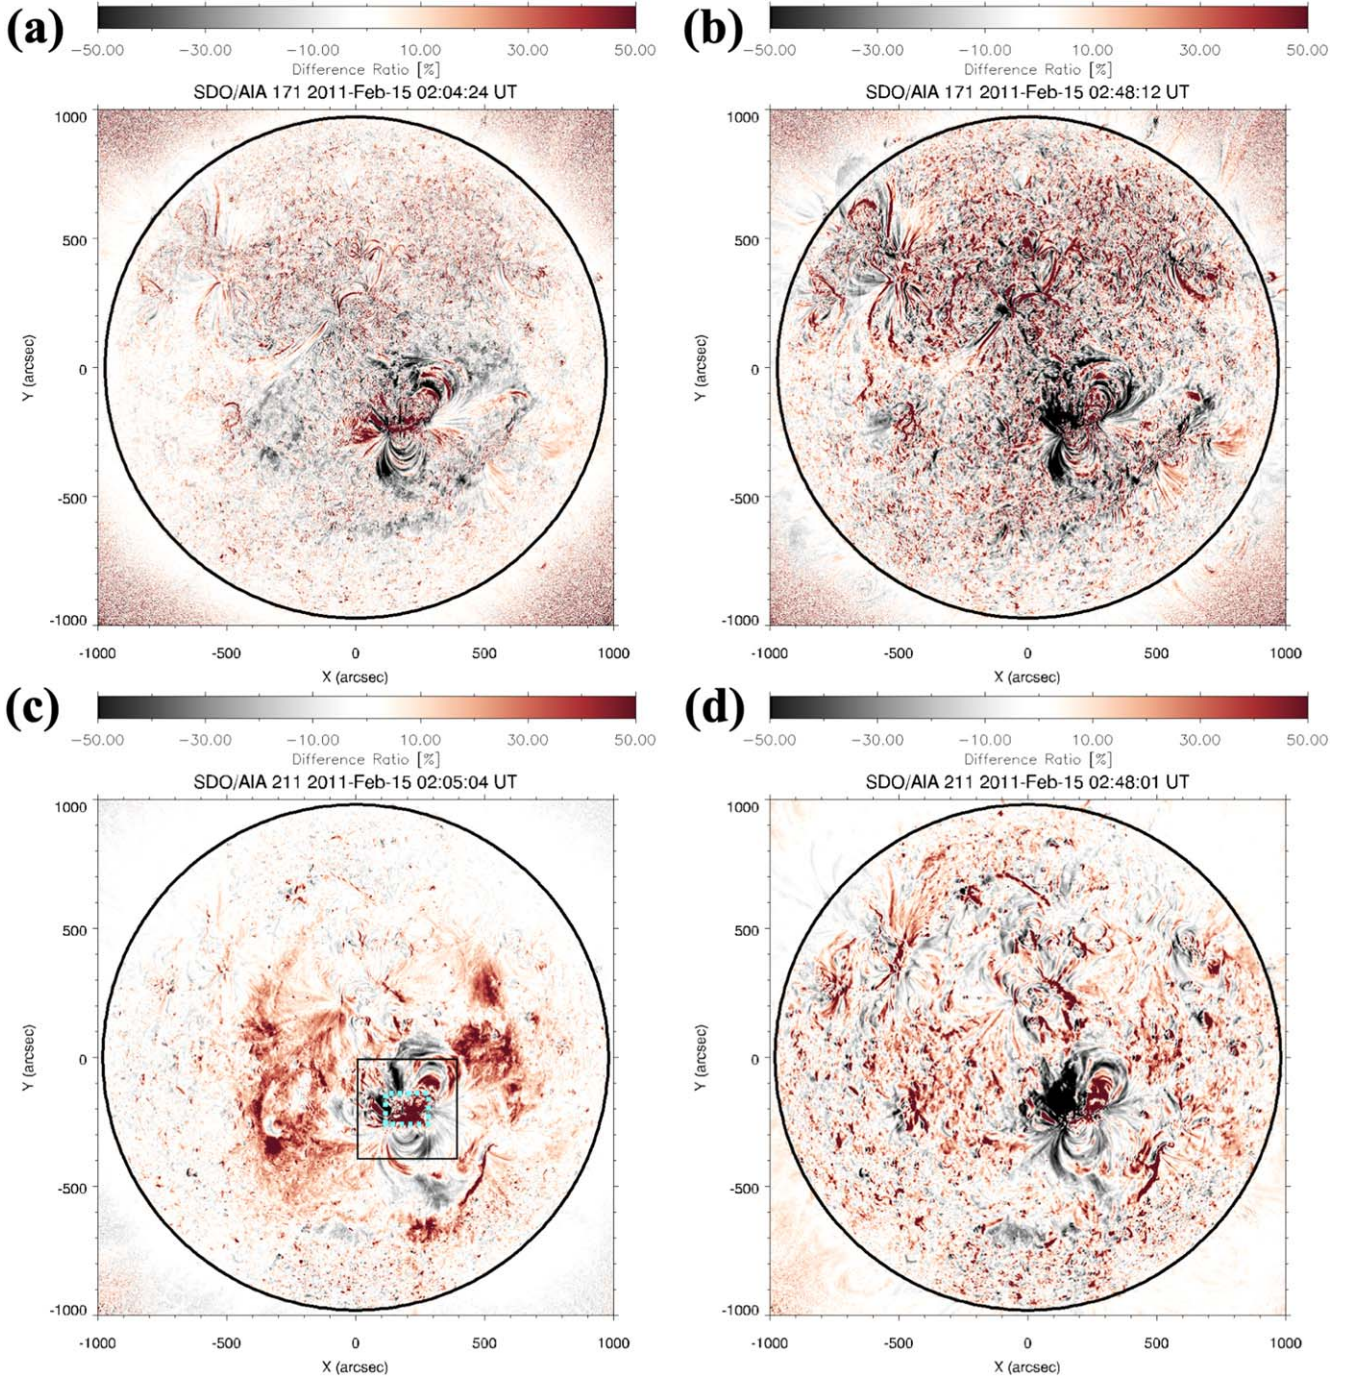 (a)
−50.00 −30.00 −10.00 10.00 30.00 50.00
Difference Ratio [%]
SDO/AIA 171 2011-Feb-15 02:04:24 UT
1000
500
0
-500
-1000
Y (arcsec)
-1000 -500 0 500 1000
X (arcsec)
(b)
−50.00 −30.00 −10.00 10.00 30.00 50.00
Difference Ratio [%]
SDO/AIA 171 2011-Feb-15 02:48:12 UT
1000
500
0
-500
-1000
Y (arcsec)
-1000 -500 0 500 1000
X (arcsec)
(c)
−50.00 −30.00 −10.00 10.00 30.00 50.00
Difference Ratio [%]
SDO/AIA 211 2011-Feb-15 02:05:04 UT
1000
500
0
-500
-1000
Y (arcsec)
-1000 -500 0 500 1000
X (arcsec)
(d)
−50.00 −30.00 −10.00 10.00 30.00 50.00
Difference Ratio [%]
SDO/AIA 211 2011-Feb-15 02:48:01 UT
1000
500
0
-500
-1000
Y (arcsec)
-1000 -500 0 500 1000
X (arcsec)